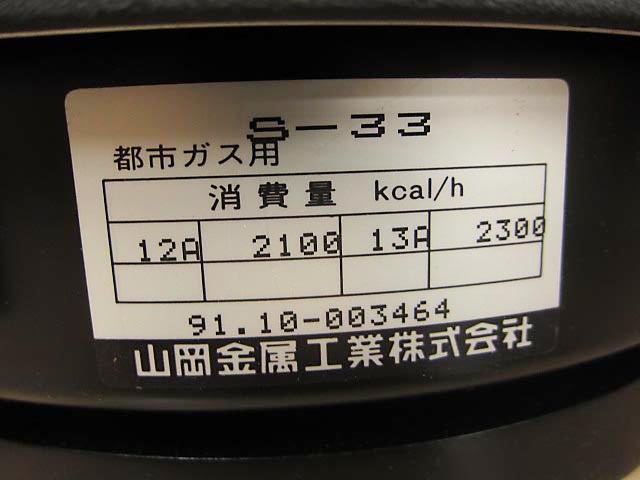 S-33
都市ガス用
消費量 kcal/h
12A 2100 13A 2300
91.10-003464
山岡金属工業株式会社